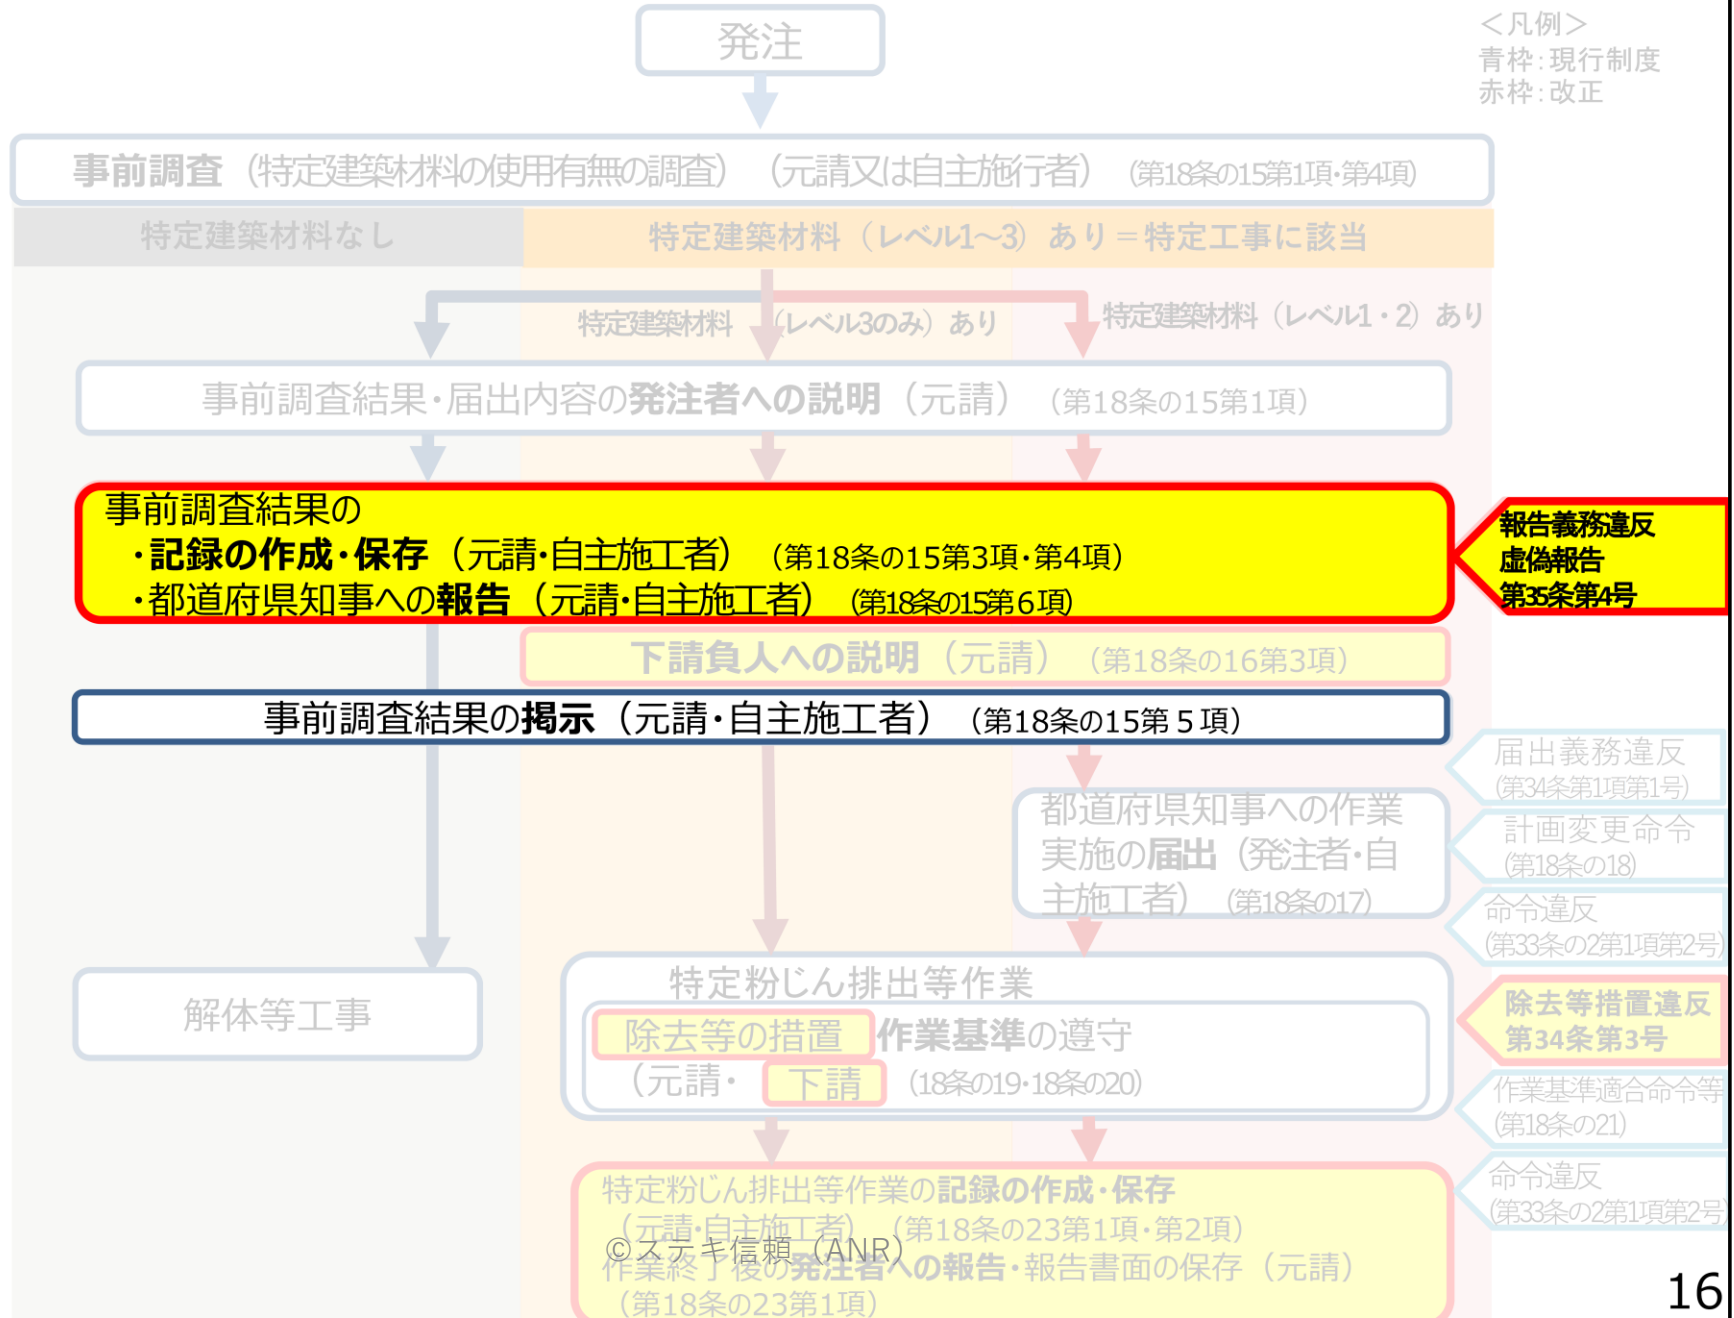 発注
＜凡例＞
青枠：現行制度
赤枠：改正
事前調査（特定建築材料の使用有無の調査）（元請又は自主施行者）（第18条の15第1項・第4項）
特定建築材料なし
特定建築材料（レベル1～3）あり＝特定工事に該当
特定建築材料　（レベル3のみ）あり
特定建築材料（レベル1・2）あり
事前調査結果・届出内容の発注者への説明（元請）（第18条の15第1項）
事前調査結果の
・記録の作成・保存（元請・自主施工者）（第18条の15第3項・第4項）
・都道府県知事への報告（元請・自主施工者）（第18条の15第６項）
報告義務違反
虚偽報告
第35条第4号
下請負人への説明（元請）（第18条の16第3項）
事前調査結果の掲示（元請・自主施工者）（第18条の15第５項）
届出義務違反
(第34条第1項第1号)
都道府県知事への作業
実施の届出（発注者・自
主施工者）（第18条の17）
計画変更命令
(第18条の18)
命令違反
(第33条の2第1項第2号)
解体等工事
特定粉じん排出等作業
除去等の措置 作業基準の遵守
（元請・ 下請 （18条の19・18条の20）
除去等措置違反
第34条第3号
作業基準適合命令等
(第18条の21)
命令違反
(第33条の2第1項第2号)
特定粉じん排出等作業の記録の作成・保存
（元請・自主施工者）（第18条の23第1項・第2項）
©ステキ信頼（ANR）
作業終了後の発注者への報告・報告書面の保存（元請）
（第18条の23第1項）
16